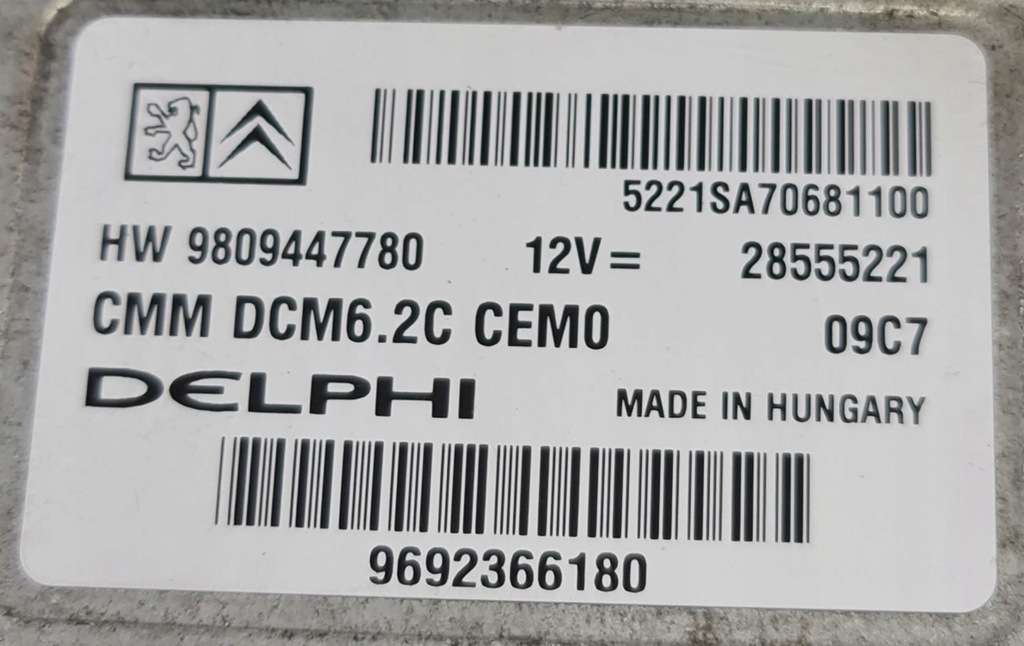 5221SA70681100
HW 9809447780 12V= 28555221
CMM DCM6.2C CEM0 09C7
DELPHI MADE IN HUNGARY
9692366180